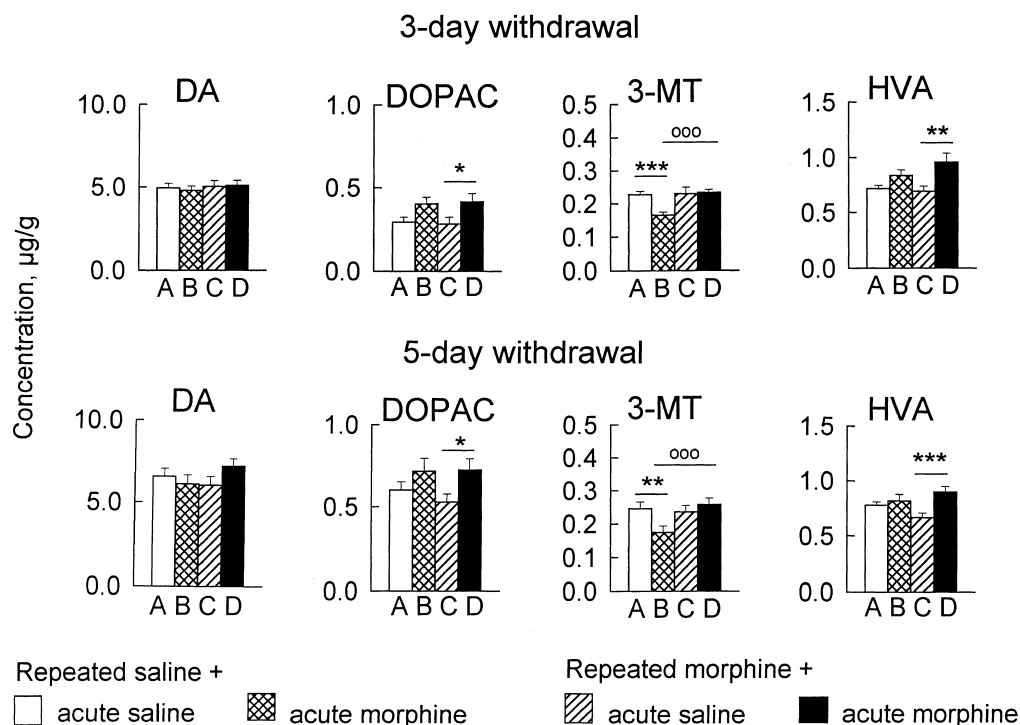 3-day withdrawal
DA DOPAC 3-MT HVA
10.0 1.0 0.5 1.5
0.4
*** ooo **
* 1.0
0.3
5.0 0.5 0.2 0.5
0.1
0.0 0.0 0.0 0.0
A B C D A B C D A B C D A B C D
Concentration, µg/g
5-day withdrawal
DA DOPAC 3-MT HVA
10.0 1.0 0.5 1.5
0.4
* ooo ***
** 1.0
0.3
5.0 0.5 0.2 0.5
0.1
0.0 0.0 0.0 0.0
A B C D A B C D A B C D A B C D
Repeated saline + Repeated morphine +
acute saline acute morphine acute saline acute morphine